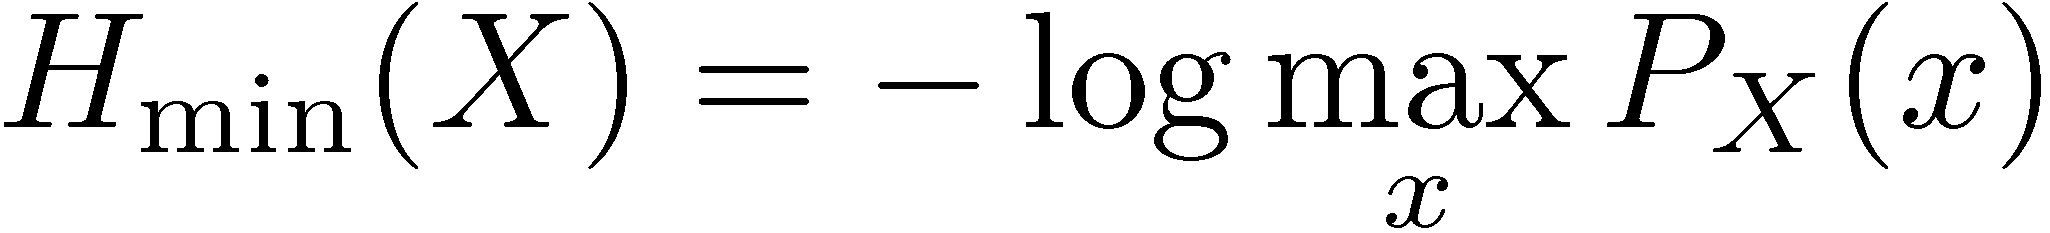 H_min(X) = − log max_x P_X(x)